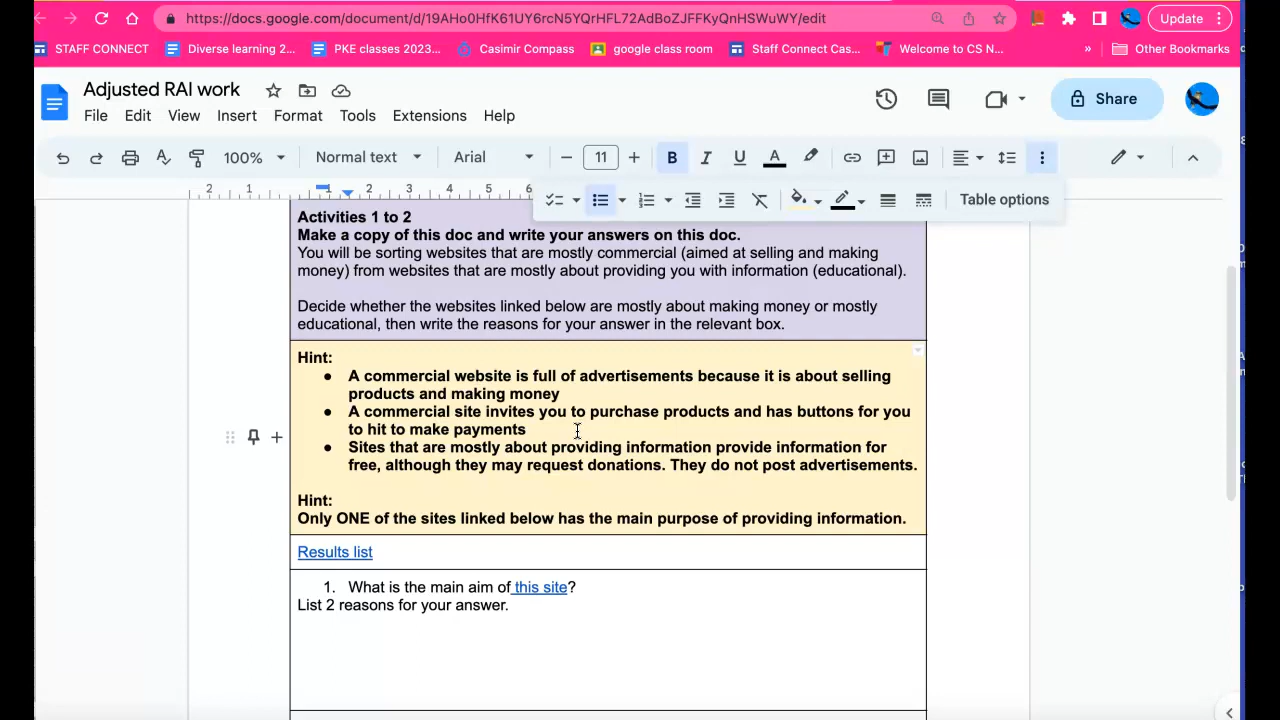 https://docs.google.com/document/d/19AHo0HfK61UY6rcN5YQrHFL72AdBoZJFFKyQnHSWuWY/edit
Update
STAFF CONNECT
Diverse learning 2...
PKE classes 2023...
Casimir Compass
google class room
Staff Connect Cas...
Welcome to CS N...
»
Other Bookmarks
Adjusted RAI work
File Edit View Insert Format Tools Extensions Help
Share
100% Normal text Arial 11 B I U A
Table options
2 1 1 2 3 4 5 6
Activities 1 to 2
Make a copy of this doc and write your answers on this doc.
You will be sorting websites that are mostly commercial (aimed at selling and making
money) from websites that are mostly about providing you with information (educational).
Decide whether the websites linked below are mostly about making money or mostly
educational, then write the reasons for your answer in the relevant box.
Hint:
● A commercial website is full of advertisements because it is about selling
products and making money
● A commercial site invites you to purchase products and has buttons for you
to hit to make payments
● Sites that are mostly about providing information provide information for
free, although they may request donations. They do not post advertisements.
Hint:
Only ONE of the sites linked below has the main purpose of providing information.
Results list
1. What is the main aim of this site?
List 2 reasons for your answer.